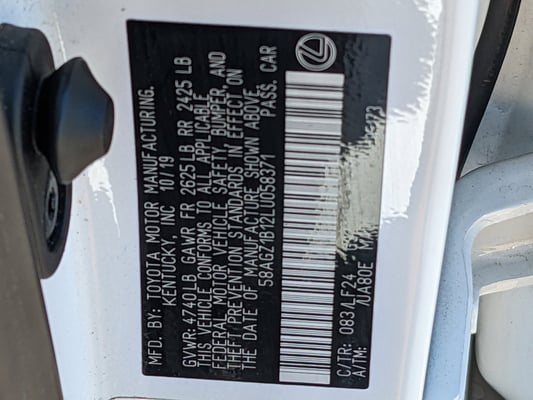 MFD. BY: TOYOTA MOTOR MANUFACTURING.
KENTUCKY, INC 10/19
GVWR: 4740LB GAWR FR 2625LB RR 2425 LB
THIS VEHICLE CONFORMS TO ALL APPLICABLE
FEDERAL MOTOR VEHICLE SAFETY, BUMPER, AND
THEFT PREVENTION STANDARDS IN EFFECT ON
THE DATE OF MANUFACTURE SHOWN ABOVE.
58AGZ1B12LU058371 PASS. CAR
C/TR: 083/LF24
A/TM: /UA80E